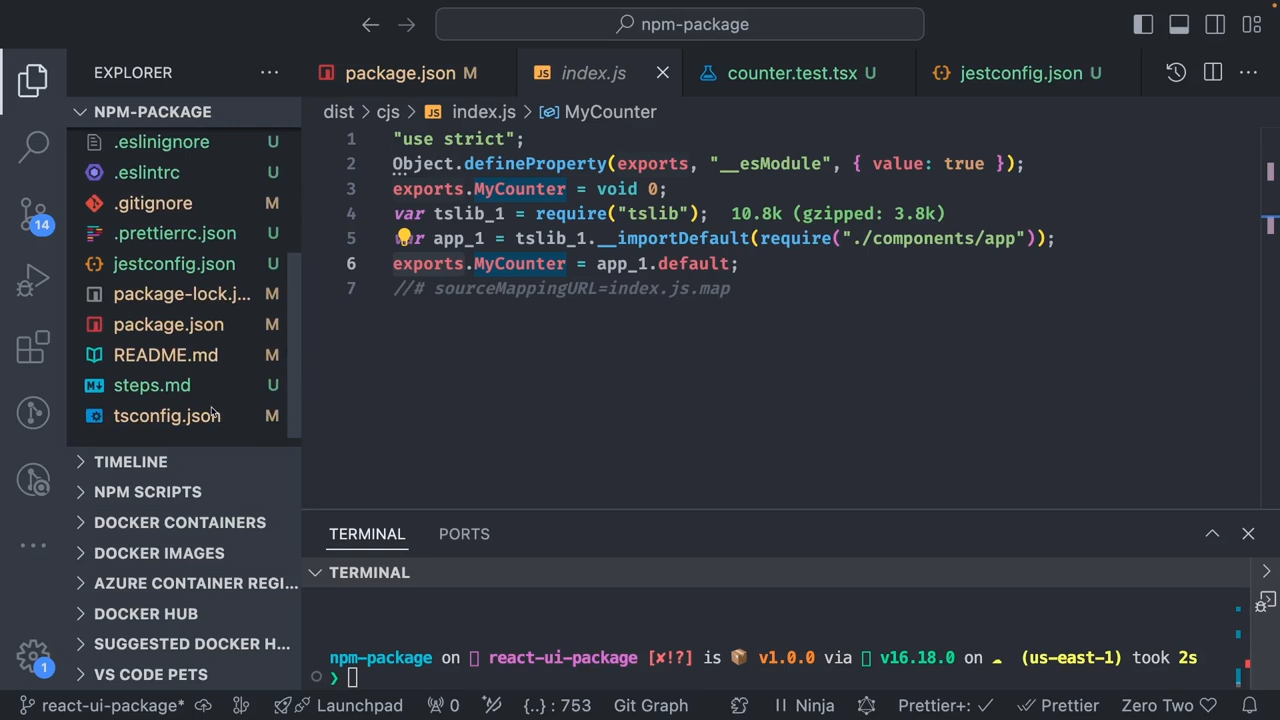 npm-package
EXPLORER
package.json M
index.js
counter.test.tsx U
jestconfig.json U
NPM-PACKAGE
dist > cjs > index.js > MyCounter
.eslinignore U
.eslintrc U
.gitignore M
.prettierrc.json U
jestconfig.json U
package-lock.j... M
package.json M
README.md M
steps.md U
tsconfig.json M
1 "use strict";
2 Object.defineProperty(exports, "__esModule", { value: true });
3 exports.MyCounter = void 0;
4 var tslib_1 = require("tslib"); 10.8k (gzipped: 3.8k)
5 var app_1 = tslib_1.__importDefault(require("./components/app"));
6 exports.MyCounter = app_1.default;
7 //# sourceMappingURL=index.js.map
14
TIMELINE
NPM SCRIPTS
DOCKER CONTAINERS
DOCKER IMAGES
AZURE CONTAINER REGI...
DOCKER HUB
SUGGESTED DOCKER H...
VS CODE PETS
1
TERMINAL PORTS
TERMINAL
npm-package on react-ui-package [✘!?] is 📦 v1.0.0 via v16.18.0 on ☁ (us-east-1) took 2s
❯
react-ui-package* Launchpad 0 {..} : 753 Git Graph Ninja Prettier+: ✓ Prettier Zero Two